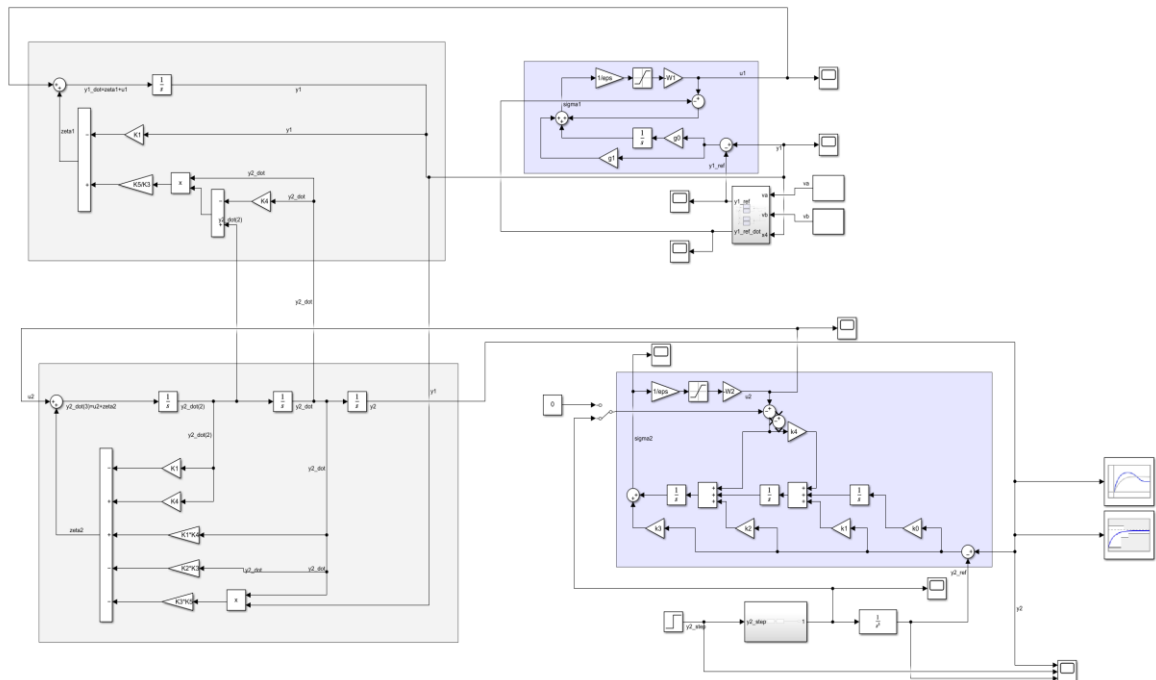 1/eps
-W1
u1
y1_dot=zeta1+u1
1
s
y1
sigma1
zeta1
K1
y1
1
s
g0
y1
g1
y1_ref
K5/K3
x
y2_dot
K4
y2_dot
va
va
y1_ref
vb
vb
y2_dot(2)
y1_ref_dot
x4
y2_dot
u2
y2_dot(3)=u2+zeta2
1
s
y2_dot(2)
1
s
y2_dot
1
s
y2
y1
1/eps
-W2
u2
0
k4
sigma2
y2_dot(2)
K1
y2_dot
K4
1
s
1
s
1
s
k3
k2
k1
k0
zeta2
K1*K4
K2*K3
y2_dot
y2_dot
y2_ref
K3*K5
x
y2
y2_step
y2_step
1
1